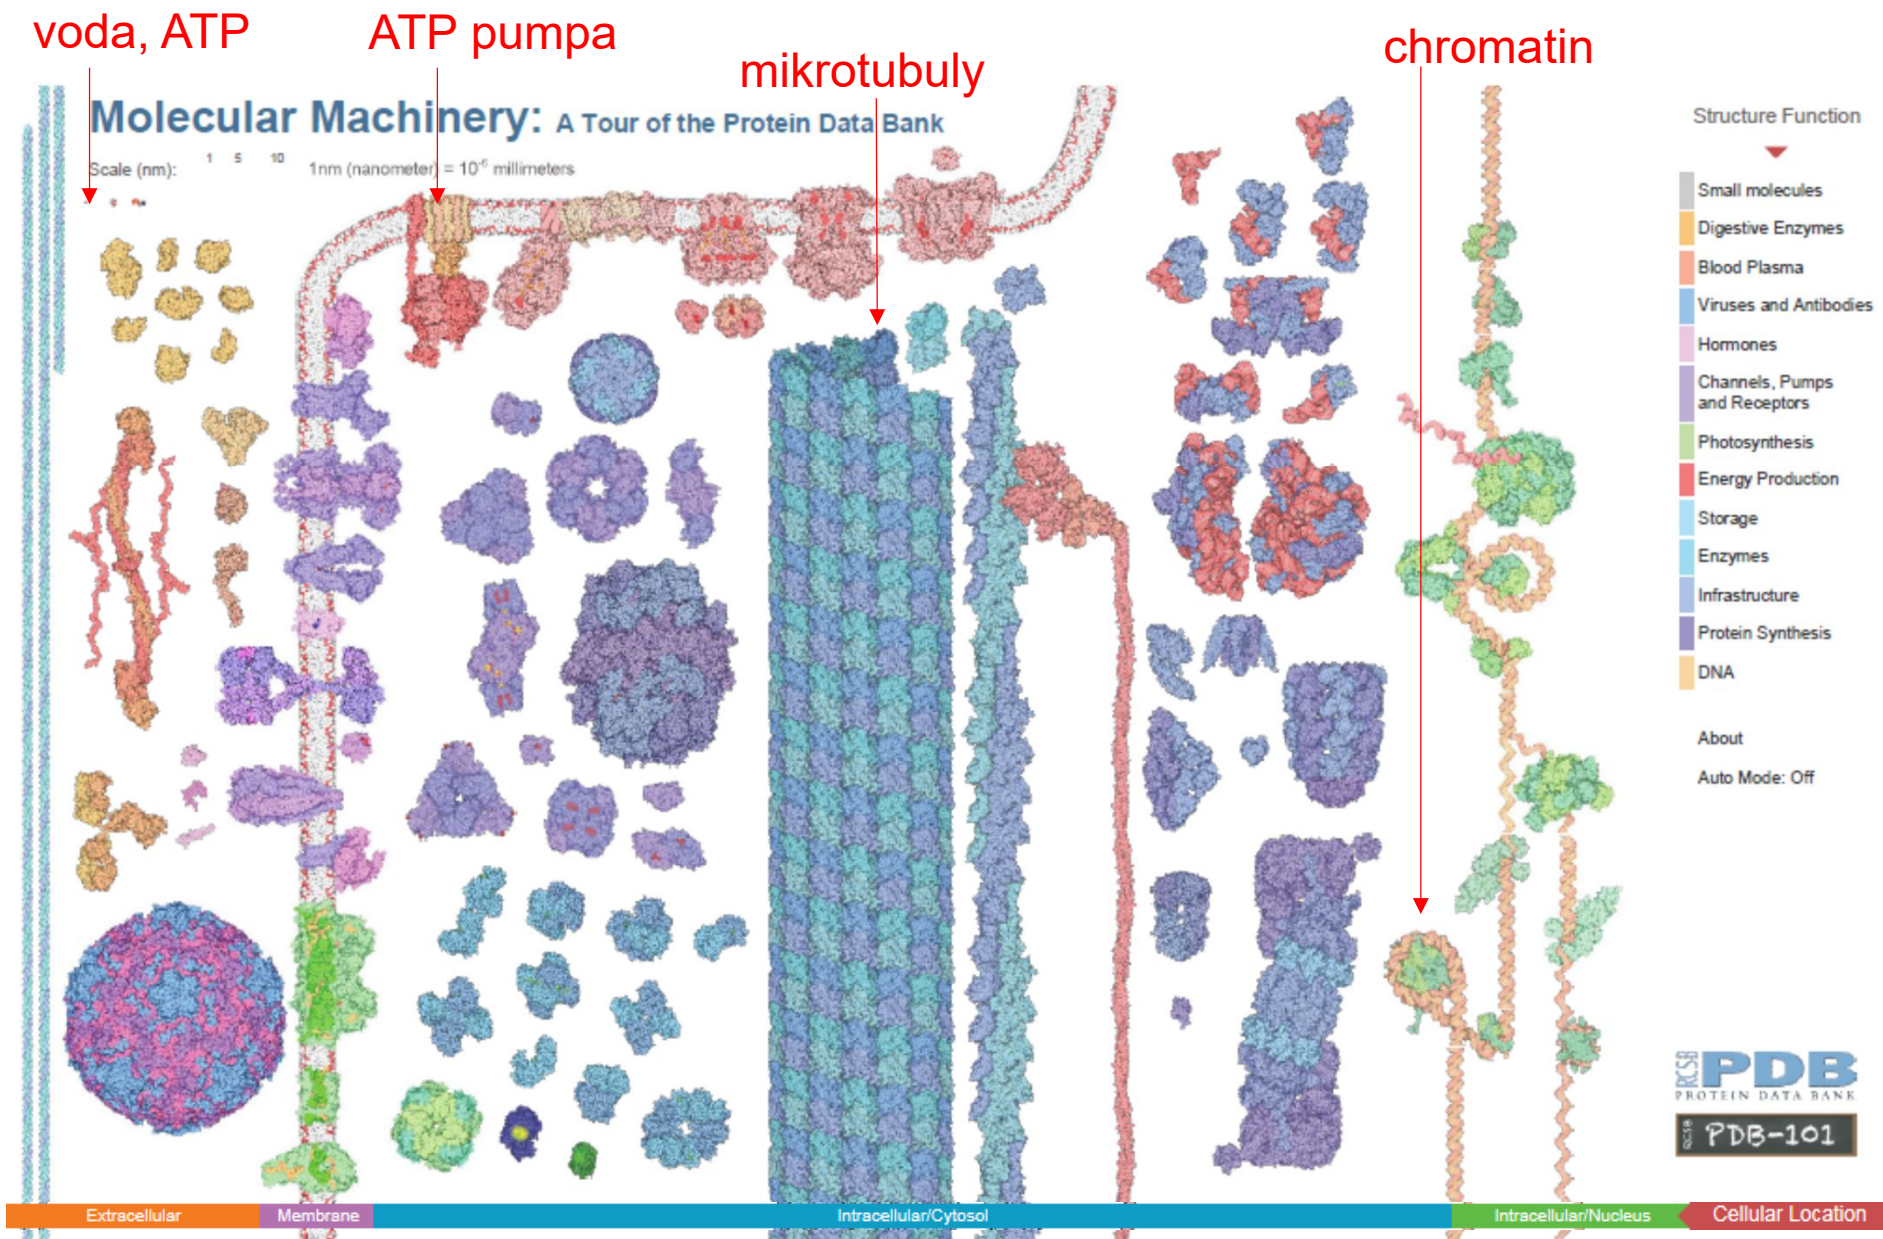 voda, ATP
ATP pumpa
mikrotubuly
chromatin
Molecular Machinery: A Tour of the Protein Data Bank
Scale (nm): 1 5 10 1nm (nanometer) = 10⁻⁶ millimeters
Structure Function
Small molecules
Digestive Enzymes
Blood Plasma
Viruses and Antibodies
Hormones
Channels, Pumps
and Receptors
Photosynthesis
Energy Production
Storage
Enzymes
Infrastructure
Protein Synthesis
DNA
About
Auto Mode: Off
RCSB PDB
PROTEIN DATA BANK
RCSB PDB-101
Extracellular Membrane Intracellular/Cytosol Intracellular/Nucleus Cellular Location